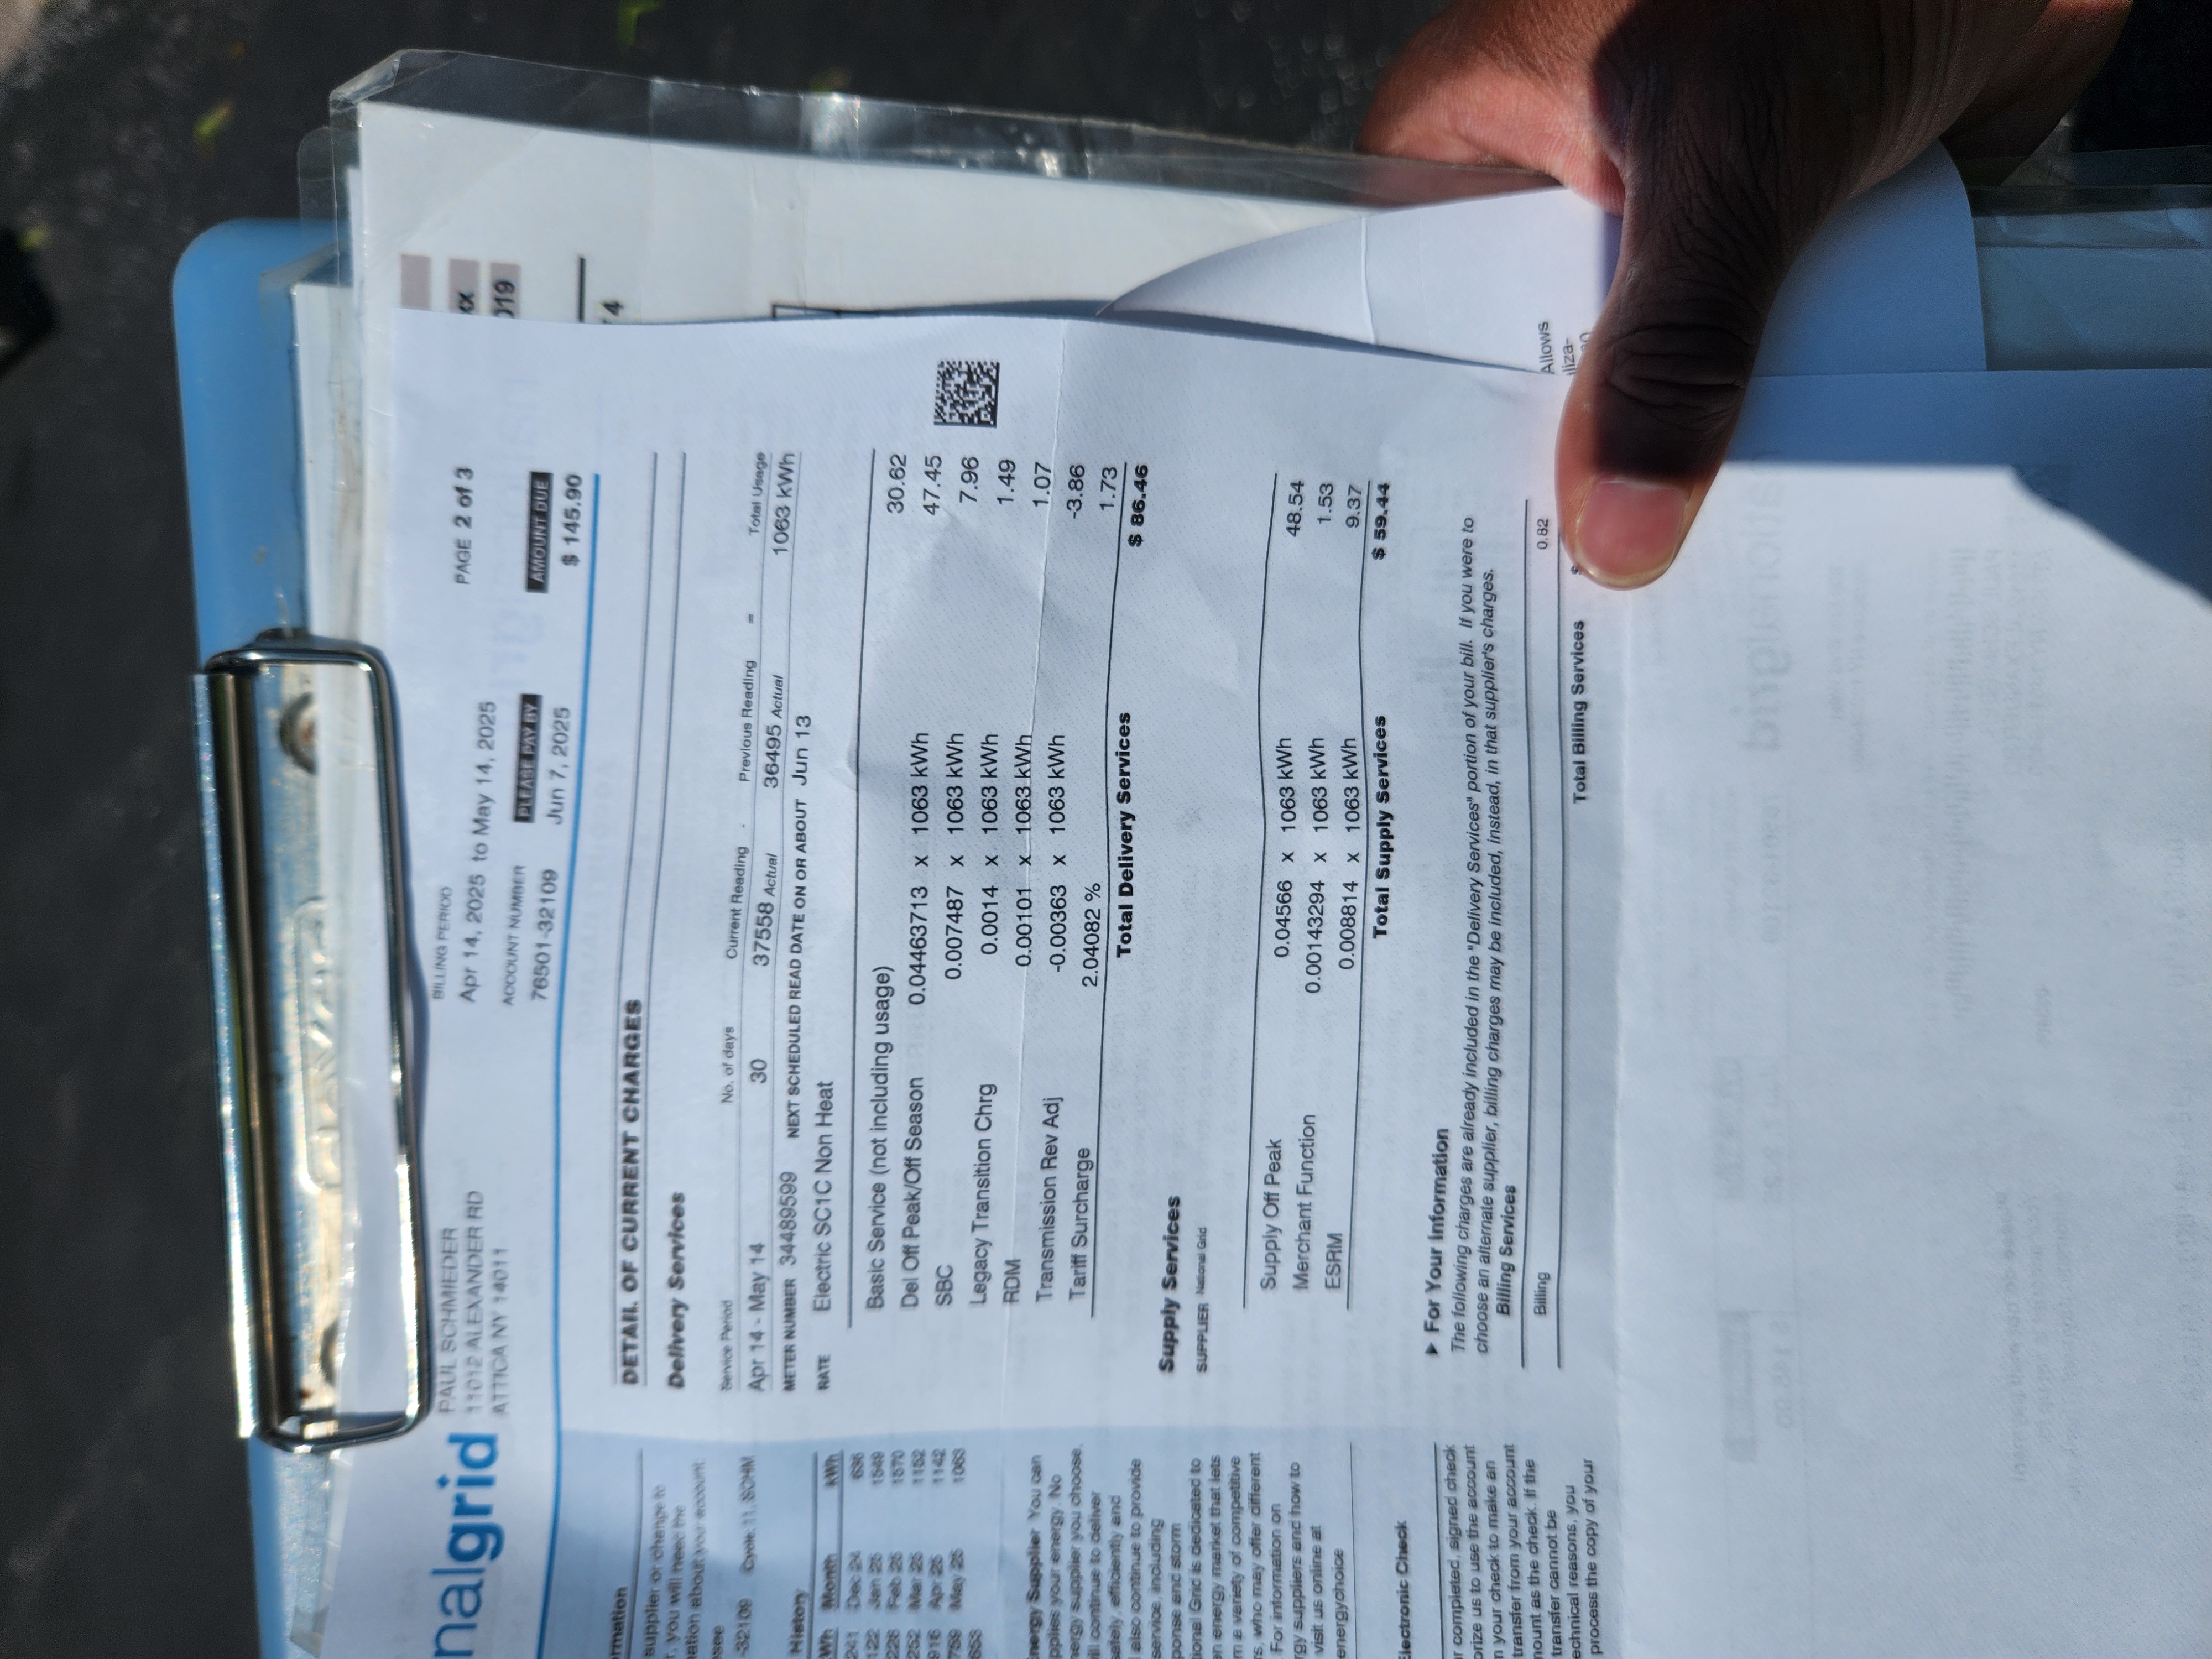 nalgrid
PAUL SCHMIEDER
11012 ALEXANDER RD
ATTICA NY 14011
BILLING PERIOD
Apr 14, 2025 to May 14, 2025
PAGE 2 of 3
ACCOUNT NUMBER
76501-32109
PLEASE PAY BY
Jun 7, 2025
AMOUNT DUE
$ 145.90
xx
019
4
rmation
supplier or change to
r, you will need the
nation about your account
-32109 Cycle: 11, SCHM
History
Wh Month kWh
241 Dec 24 636
122 Jan 25 1549
228 Feb 25 1570
252 Mar 25 1152
916 Apr 25 1142
759 May 25 1063
653
Energy Supplier You can
pplies your energy. No
nergy supplier you choose,
ill continue to deliver
safely, efficiently and
also continue to provide
service, including
ponse and storm
tional Grid is dedicated to
en energy market that lets
m a variety of competitive
rs, who may offer different
For information on
rgy suppliers and how to
visit us online at
energychoice
Electronic Check
r completed, signed check
orize us to use the account
n your check to make an
transfer from your account
mount as the check. If the
transfer cannot be
echnical reasons, you
process the copy of your
DETAIL OF CURRENT CHARGES
Delivery Services
Service Period No. of days Current Reading - Previous Reading = Total Usage
Apr 14 - May 14 30 37558 Actual 36495 Actual 1063 kWh
METER NUMBER 34489599 NEXT SCHEDULED READ DATE ON OR ABOUT Jun 13
RATE Electric SC1C Non Heat
Basic Service (not including usage) 30.62
Del Off Peak/Off Season 0.04463713 x 1063 kWh 47.45
SBC 0.007487 x 1063 kWh 7.96
Legacy Transition Chrg 0.0014 x 1063 kWh 1.49
RDM 0.00101 x 1063 kWh 1.07
Transmission Rev Adj -0.00363 x 1063 kWh -3.86
Tariff Surcharge 2.04082 % 1.73
Total Delivery Services $ 86.46
Supply Services
SUPPLIER National Grid
Supply Off Peak 0.04566 x 1063 kWh 48.54
Merchant Function 0.00143294 x 1063 kWh 1.53
ESRM 0.008814 x 1063 kWh 9.37
Total Supply Services $ 59.44
► For Your Information
The following charges are already included in the "Delivery Services" portion of your bill. If you were to
choose an alternate supplier, billing charges may be included, instead, in that supplier's charges.
Billing Services
Billing 0.82
Total Billing Services $
Allows
liza-